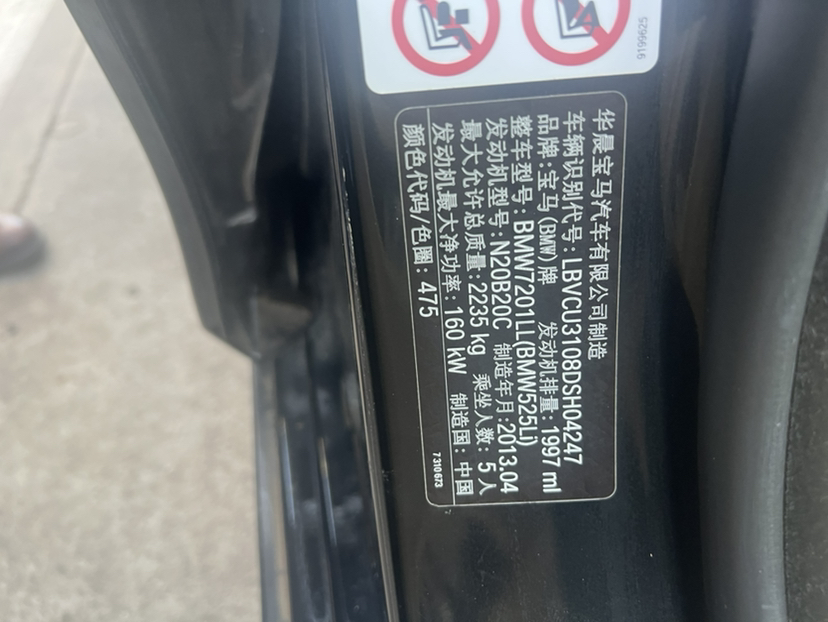 9199625
华晨宝马汽车有限公司制造
车辆识别代号: LBVCU3108DSH04247
品牌: 宝马(BMW)牌 发动机排量: 1997 ml
整车型号: BMW7201LL(BMW525Li)
发动机型号: N20B20C 制造年月: 2013.04
最大允许总质量: 2235 kg 乘坐人数: 5 人
发动机最大净功率: 160 kW 制造国: 中国
颜色代码/色圈: 475
7 310 673